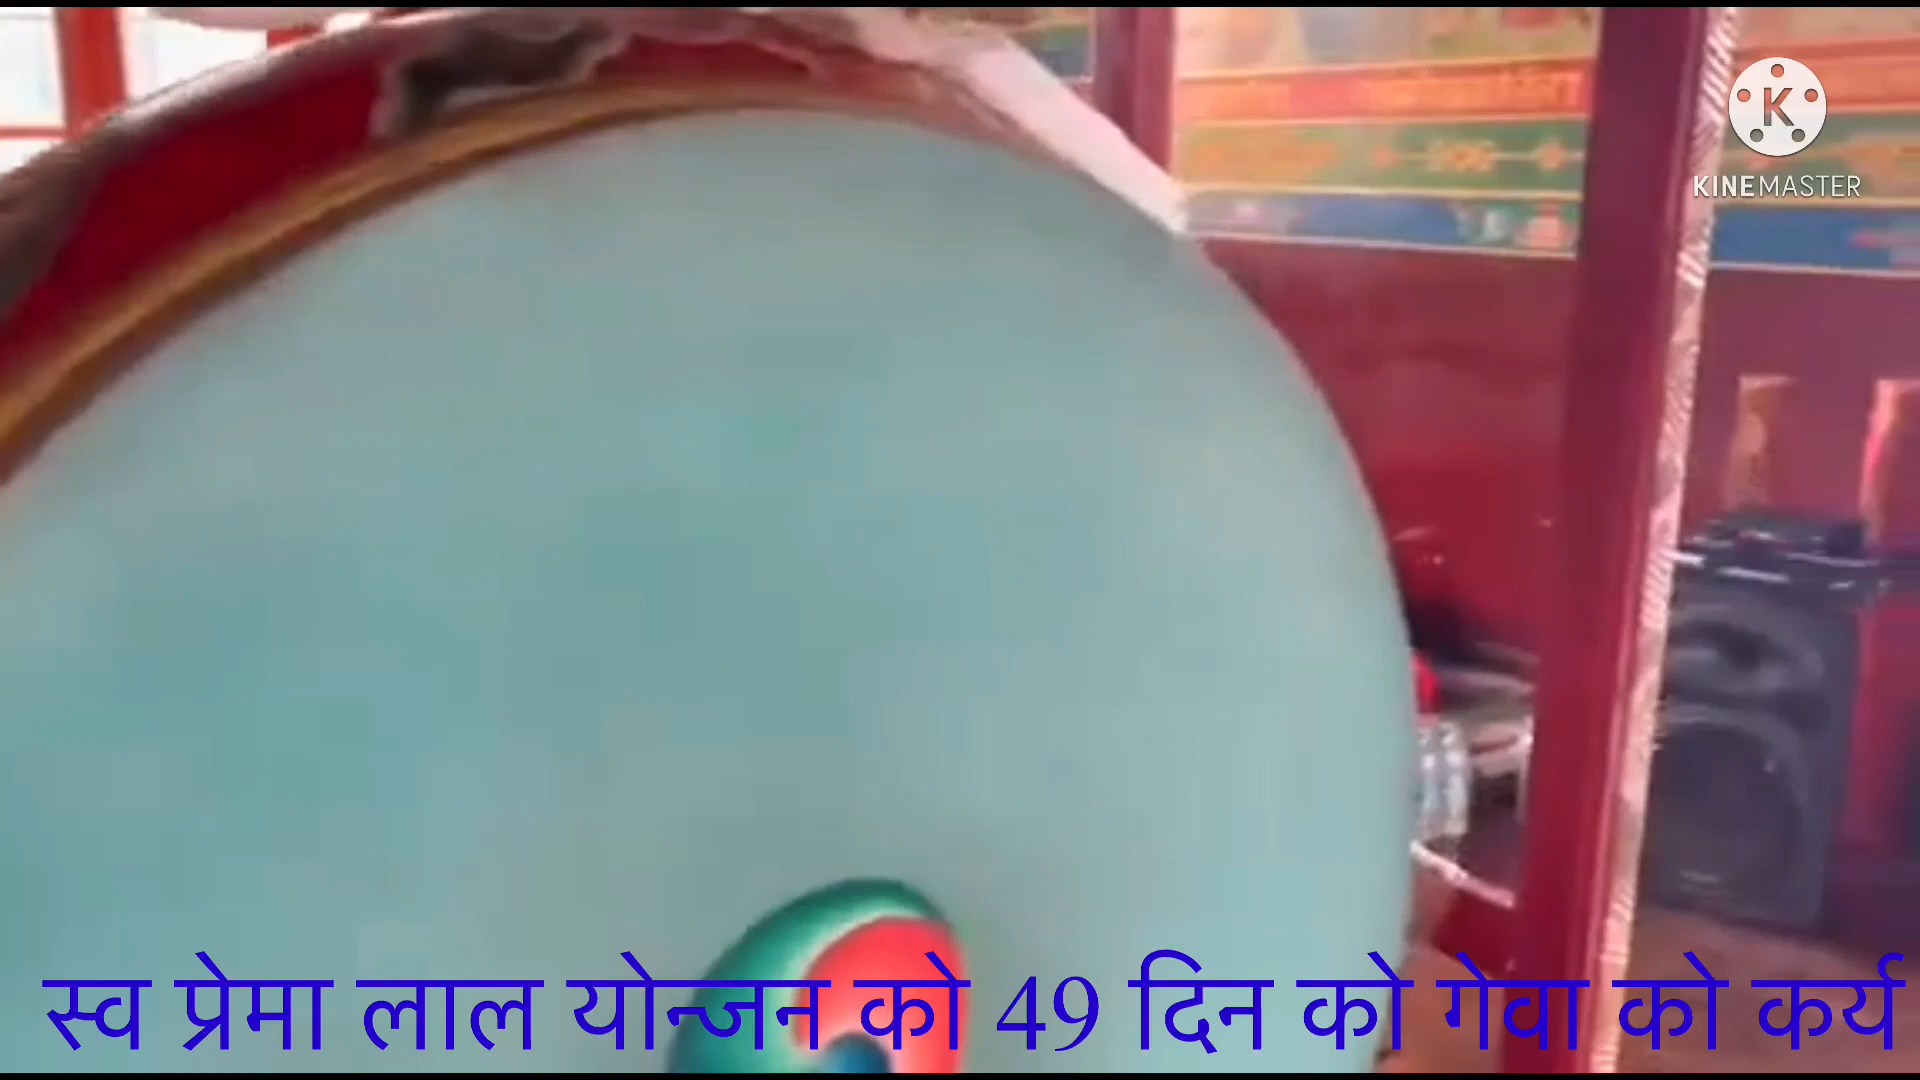 KINEMASTER
स्व प्रेमा लाल योन्जन को 49 दिन को गेवा को कर्य